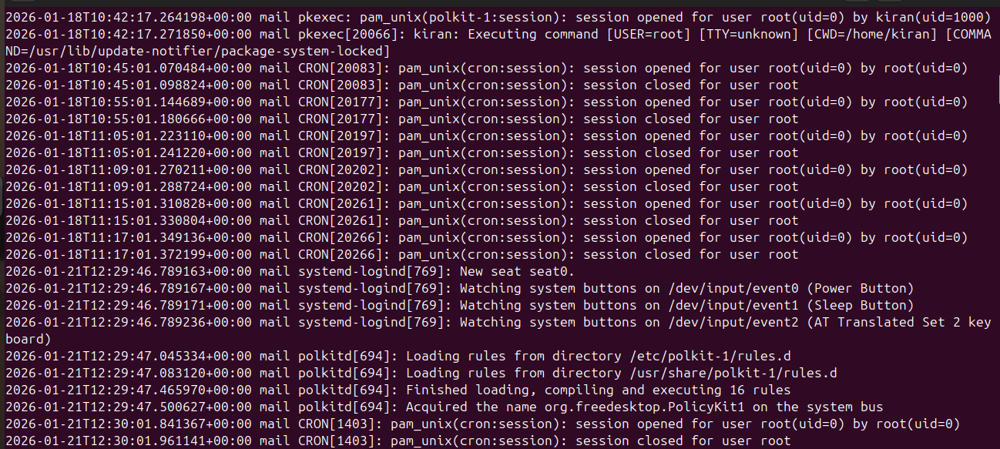 2026-01-18T10:42:17.264198+00:00 mail pkexec: pam_unix(polkit-1:session): session opened for user root(uid=0) by kiran(uid=1000)
2026-01-18T10:42:17.271850+00:00 mail pkexec[20066]: kiran: Executing command [USER=root] [TTY=unknown] [CWD=/home/kiran] [COMMA
ND=/usr/lib/update-notifier/package-system-locked]
2026-01-18T10:45:01.070484+00:00 mail CRON[20083]: pam_unix(cron:session): session opened for user root(uid=0) by root(uid=0)
2026-01-18T10:45:01.098824+00:00 mail CRON[20083]: pam_unix(cron:session): session closed for user root
2026-01-18T10:55:01.144689+00:00 mail CRON[20177]: pam_unix(cron:session): session opened for user root(uid=0) by root(uid=0)
2026-01-18T10:55:01.180666+00:00 mail CRON[20177]: pam_unix(cron:session): session closed for user root
2026-01-18T11:05:01.223110+00:00 mail CRON[20197]: pam_unix(cron:session): session opened for user root(uid=0) by root(uid=0)
2026-01-18T11:05:01.241220+00:00 mail CRON[20197]: pam_unix(cron:session): session closed for user root
2026-01-18T11:09:01.270211+00:00 mail CRON[20202]: pam_unix(cron:session): session opened for user root(uid=0) by root(uid=0)
2026-01-18T11:09:01.288724+00:00 mail CRON[20202]: pam_unix(cron:session): session closed for user root
2026-01-18T11:15:01.310828+00:00 mail CRON[20261]: pam_unix(cron:session): session opened for user root(uid=0) by root(uid=0)
2026-01-18T11:15:01.330804+00:00 mail CRON[20261]: pam_unix(cron:session): session closed for user root
2026-01-18T11:17:01.349136+00:00 mail CRON[20266]: pam_unix(cron:session): session opened for user root(uid=0) by root(uid=0)
2026-01-18T11:17:01.372199+00:00 mail CRON[20266]: pam_unix(cron:session): session closed for user root
2026-01-21T12:29:46.789163+00:00 mail systemd-logind[769]: New seat seat0.
2026-01-21T12:29:46.789167+00:00 mail systemd-logind[769]: Watching system buttons on /dev/input/event0 (Power Button)
2026-01-21T12:29:46.789171+00:00 mail systemd-logind[769]: Watching system buttons on /dev/input/event1 (Sleep Button)
2026-01-21T12:29:46.789236+00:00 mail systemd-logind[769]: Watching system buttons on /dev/input/event2 (AT Translated Set 2 key
board)
2026-01-21T12:29:47.045334+00:00 mail polkitd[694]: Loading rules from directory /etc/polkit-1/rules.d
2026-01-21T12:29:47.083120+00:00 mail polkitd[694]: Loading rules from directory /usr/share/polkit-1/rules.d
2026-01-21T12:29:47.465970+00:00 mail polkitd[694]: Finished loading, compiling and executing 16 rules
2026-01-21T12:29:47.500627+00:00 mail polkitd[694]: Acquired the name org.freedesktop.PolicyKit1 on the system bus
2026-01-21T12:30:01.841367+00:00 mail CRON[1403]: pam_unix(cron:session): session opened for user root(uid=0) by root(uid=0)
2026-01-21T12:30:01.961141+00:00 mail CRON[1403]: pam_unix(cron:session): session closed for user root